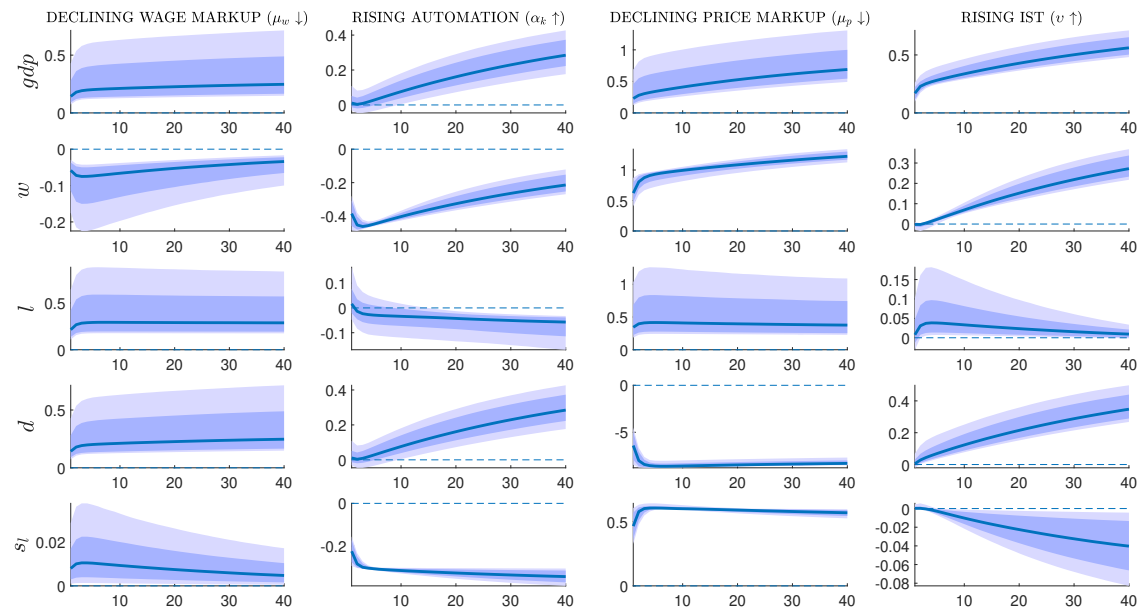 DECLINING WAGE MARKUP (μw ↓) RISING AUTOMATION (αk ↑) DECLINING PRICE MARKUP (μp ↓) RISING IST (υ ↑)
gdp
0.5 0
0.4 0.2 0
1 0.5 0
0.5 0
10 20 30 40 10 20 30 40 10 20 30 40 10 20 30 40
w
0 -0.1 -0.2
0 -0.2 -0.4
1 0.5 0
0.3 0.2 0.1 0
10 20 30 40 10 20 30 40 10 20 30 40 10 20 30 40
l
0.5 0
0.1 0 -0.1
1 0.5 0
0.15 0.1 0.05 0
10 20 30 40 10 20 30 40 10 20 30 40 10 20 30 40
d
0.5 0
0.4 0.2 0
0 -5
0.4 0.2 0
10 20 30 40 10 20 30 40 10 20 30 40 10 20 30 40
sl
0.02 0
0 -0.2
0.5 0
0 -0.02 -0.04 -0.06 -0.08
10 20 30 40 10 20 30 40 10 20 30 40 10 20 30 40